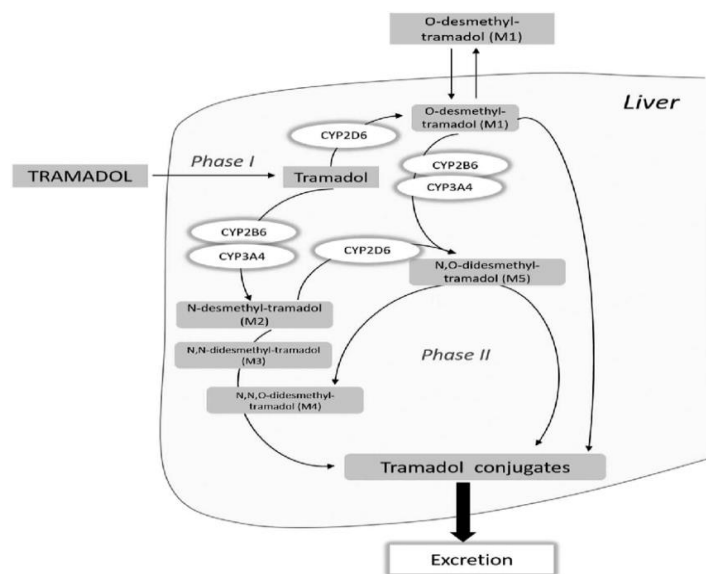 O-desmethyl-
tramadol (M1)
Liver
O-desmethyl-
tramadol (M1)
CYP2D6
Phase I
CYP2B6
CYP3A4
TRAMADOL
Tramadol
CYP2B6
CYP3A4
CYP2D6
N,O-didesmethyl-
tramadol (M5)
N-desmethyl-tramadol
(M2)
N,N-didesmethyl-tramadol
(M3)
Phase II
N,N,O-didesmethyl-
tramadol (M4)
Tramadol conjugates
Excretion